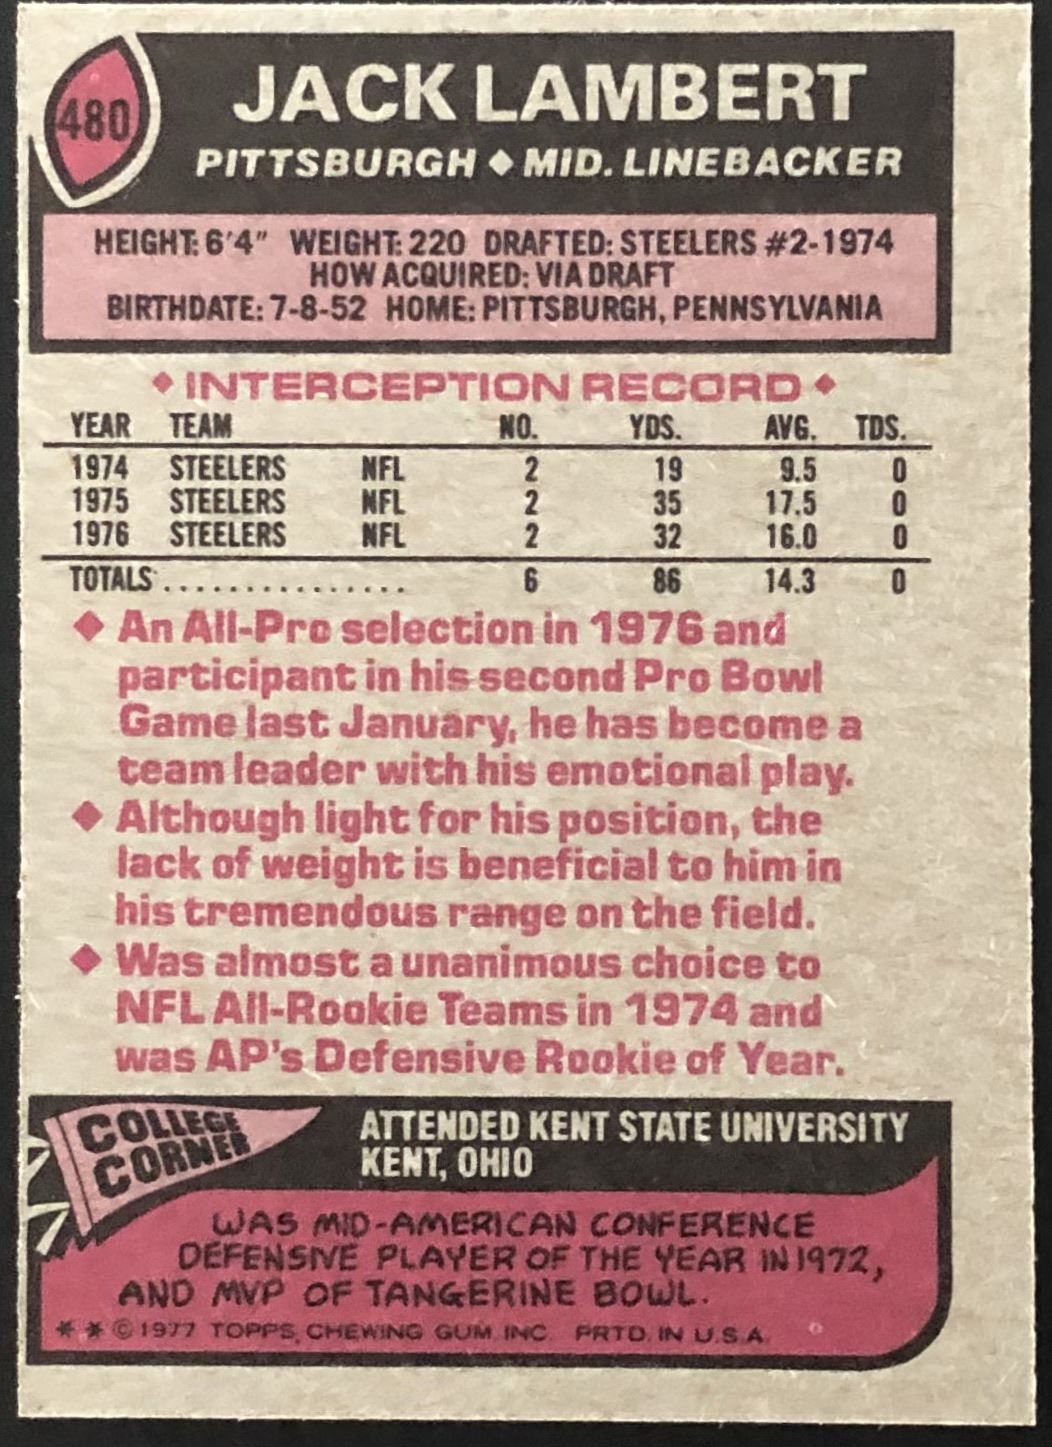 480
JACK LAMBERT
PITTSBURGH ◆ MID. LINEBACKER
HEIGHT: 6'4" WEIGHT: 220 DRAFTED: STEELERS #2-1974
HOW ACQUIRED: VIA DRAFT
BIRTHDATE: 7-8-52 HOME: PITTSBURGH, PENNSYLVANIA
◆ INTERCEPTION RECORD ◆
YEAR TEAM NO. YDS. AVG. TDS.
1974 STEELERS NFL 2 19 9.5 0
1975 STEELERS NFL 2 35 17.5 0
1976 STEELERS NFL 2 32 16.0 0
TOTALS ............... 6 86 14.3 0
◆ An All-Pro selection in 1976 and
participant in his second Pro Bowl
Game last January, he has become a
team leader with his emotional play.
◆ Although light for his position, the
lack of weight is beneficial to him in
his tremendous range on the field.
◆ Was almost a unanimous choice to
NFL All-Rookie Teams in 1974 and
was AP's Defensive Rookie of Year.
COLLEGE
CORNER
ATTENDED KENT STATE UNIVERSITY
KENT, OHIO
WAS MID-AMERICAN CONFERENCE
DEFENSIVE PLAYER OF THE YEAR IN 1972,
AND MVP OF TANGERINE BOWL.
* * © 1977 TOPPS CHEWING GUM INC. PRTD. IN U.S.A.